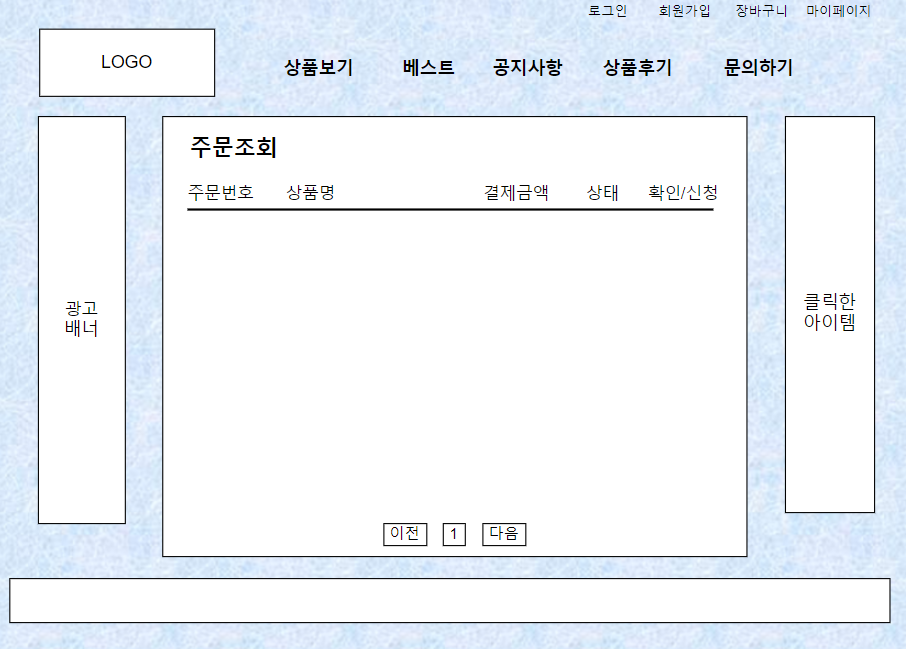 로그인 회원가입 장바구니 마이페이지
LOGO
상품보기 베스트 공지사항 상품후기 문의하기
주문조회
주문번호 상품명 결제금액 상태 확인/신청
광고
배너
클릭한
아이템
이전 1 다음